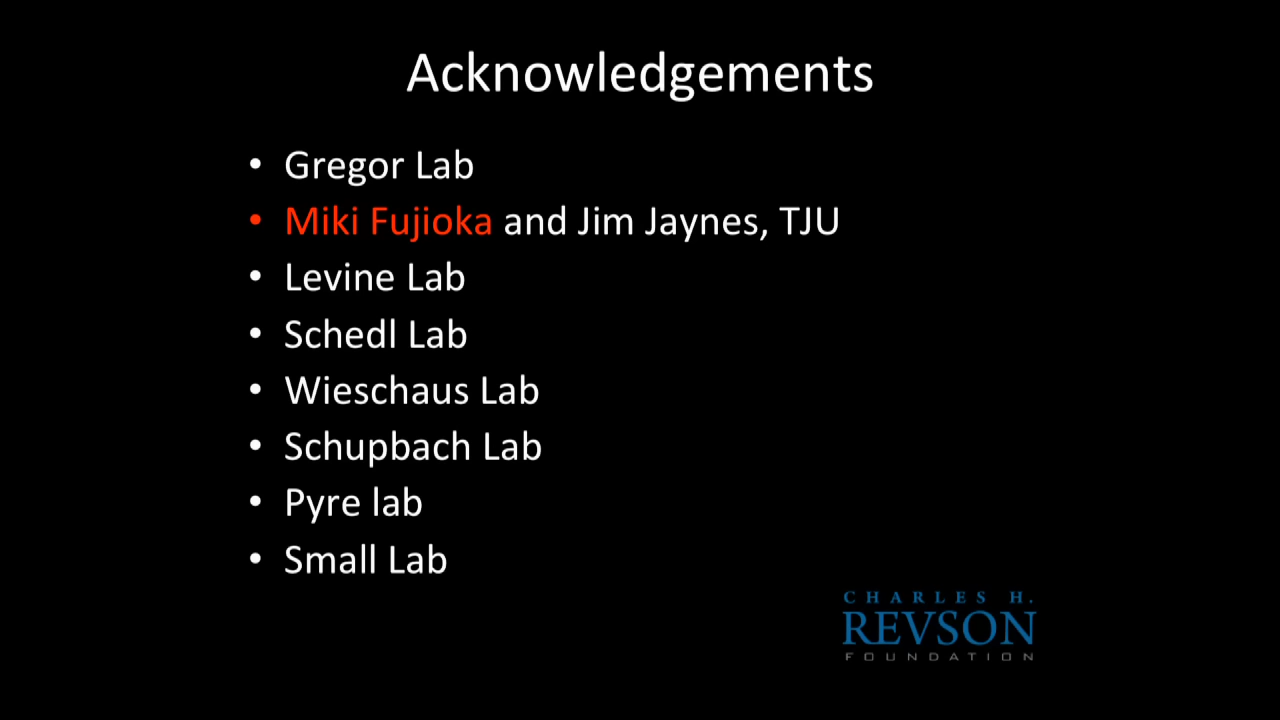 Acknowledgements
• Gregor Lab
• Miki Fujioka and Jim Jaynes, TJU
• Levine Lab
• Schedl Lab
• Wieschaus Lab
• Schupbach Lab
• Pyre lab
• Small Lab
CHARLES H.
REVSON
FOUNDATION